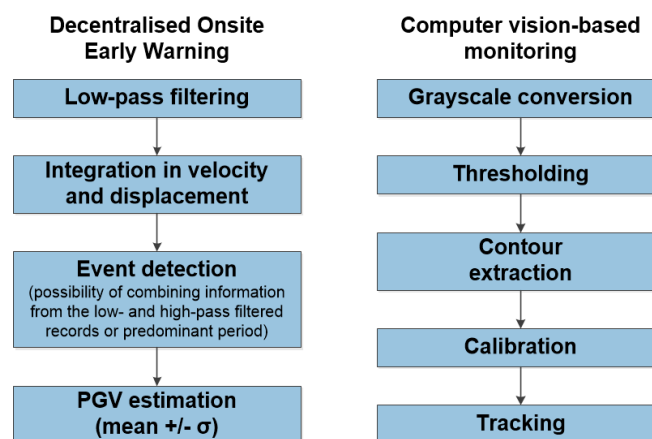 Decentralised Onsite
Early Warning
Low-pass filtering
Integration in velocity
and displacement
Event detection
(possibility of combining information
from the low- and high-pass filtered
records or predominant period)
PGV estimation
(mean +/- σ)
Computer vision-based
monitoring
Grayscale conversion
Thresholding
Contour
extraction
Calibration
Tracking